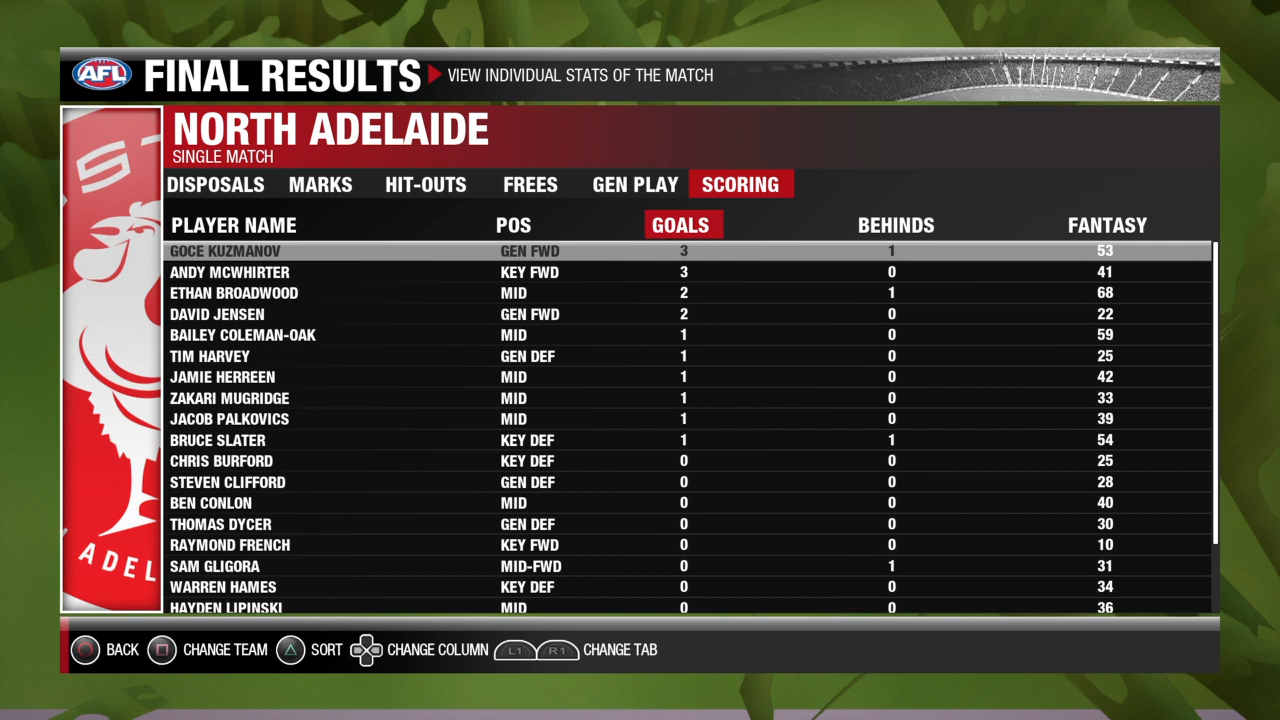 AFL FINAL RESULTS VIEW INDIVIDUAL STATS OF THE MATCH
NORTH ADELAIDE
SINGLE MATCH
DISPOSALS MARKS HIT-OUTS FREES GEN PLAY SCORING
PLAYER NAME POS GOALS BEHINDS FANTASY
GOCE KUZMANOV GEN FWD 3 1 53
ANDY MCWHIRTER KEY FWD 3 0 41
ETHAN BROADWOOD MID 2 1 68
DAVID JENSEN GEN FWD 2 0 22
BAILEY COLEMAN-OAK MID 1 0 59
TIM HARVEY GEN DEF 1 0 25
JAMIE HERREEN MID 1 0 42
ZAKARI MUGRIDGE MID 1 0 33
JACOB PALKOVICS MID 1 0 39
BRUCE SLATER KEY DEF 1 1 54
CHRIS BURFORD KEY DEF 0 0 25
STEVEN CLIFFORD GEN DEF 0 0 28
BEN CONLON MID 0 0 40
THOMAS DYCER GEN DEF 0 0 30
RAYMOND FRENCH KEY FWD 0 0 10
SAM GLIGORA MID-FWD 0 1 31
WARREN HAMES KEY DEF 0 0 34
HAYDEN LIPINSKI MID 0 0 36
ST
ADEL
BACK CHANGE TEAM SORT CHANGE COLUMN L1 R1 CHANGE TAB